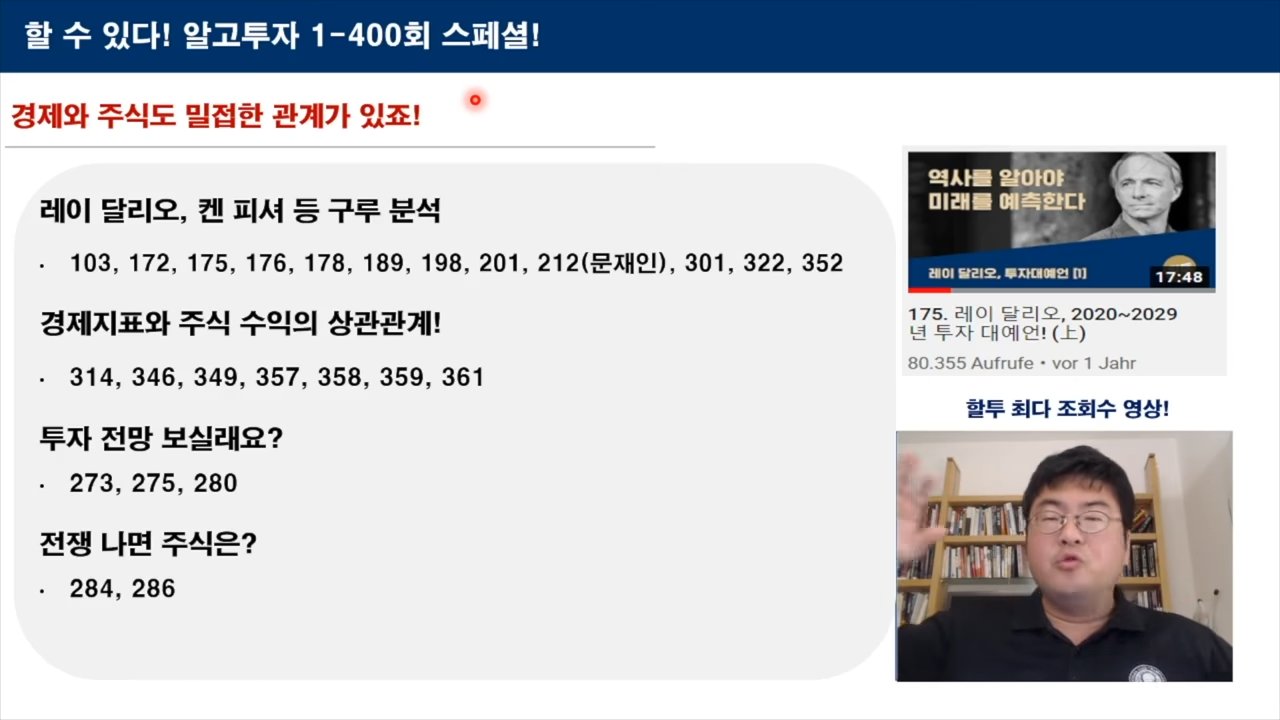 할 수 있다! 알고투자 1-400회 스페셜!
경제와 주식도 밀접한 관계가 있죠!
레이 달리오, 켄 피셔 등 구루 분석
· 103, 172, 175, 176, 178, 189, 198, 201, 212(문재인), 301, 322, 352
경제지표와 주식 수익의 상관관계!
· 314, 346, 349, 357, 358, 359, 361
투자 전망 보실래요?
· 273, 275, 280
전쟁 나면 주식은?
· 284, 286
역사를 알아야
미래를 예측한다
레이 달리오, 투자대예언 [1]
17:48
175. 레이 달리오, 2020~2029
년 투자 대예언! (上)
80.355 Aufrufe · vor 1 Jahr
할투 최다 조회수 영상!